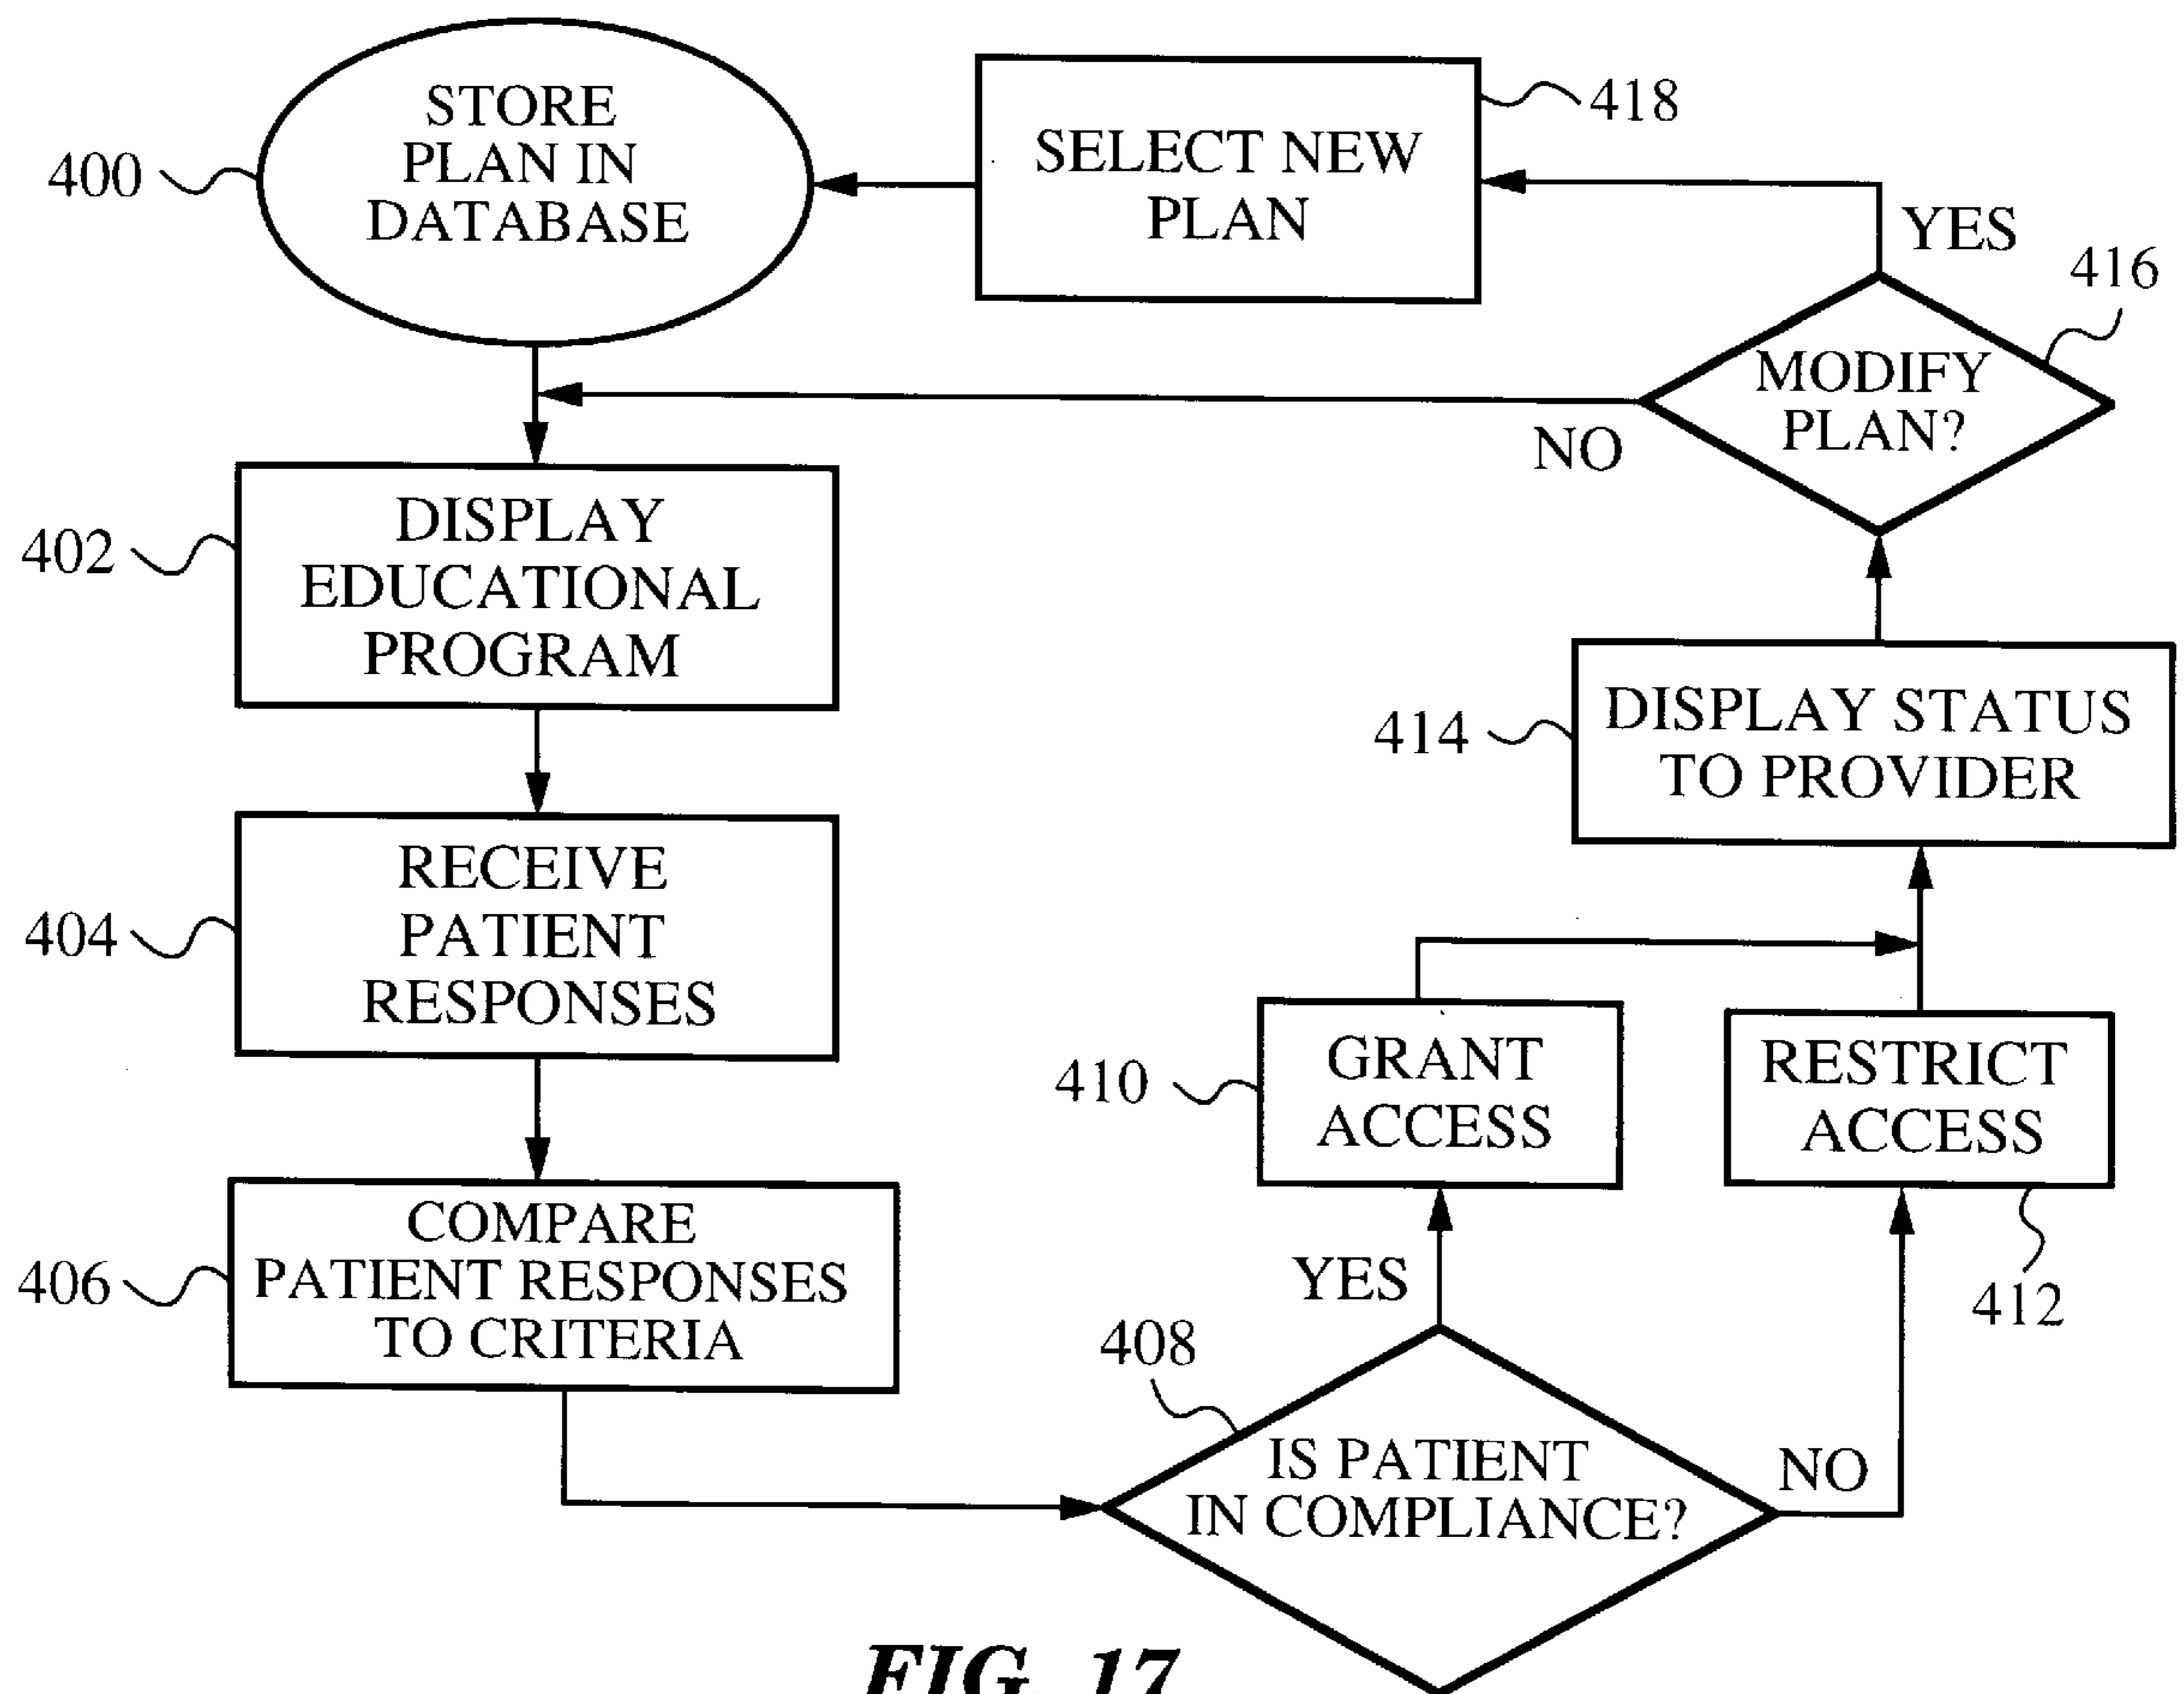 STORE
PLAN IN
DATABASE
400
SELECT NEW
PLAN
418
YES
416
MODIFY
PLAN?
NO
DISPLAY
EDUCATIONAL
PROGRAM
402
DISPLAY STATUS
TO PROVIDER
414
RECEIVE
PATIENT
RESPONSES
404
GRANT
ACCESS
410
RESTRICT
ACCESS
412
COMPARE
PATIENT RESPONSES
TO CRITERIA
406
YES
408
IS PATIENT
IN COMPLIANCE?
NO
FIG. 17